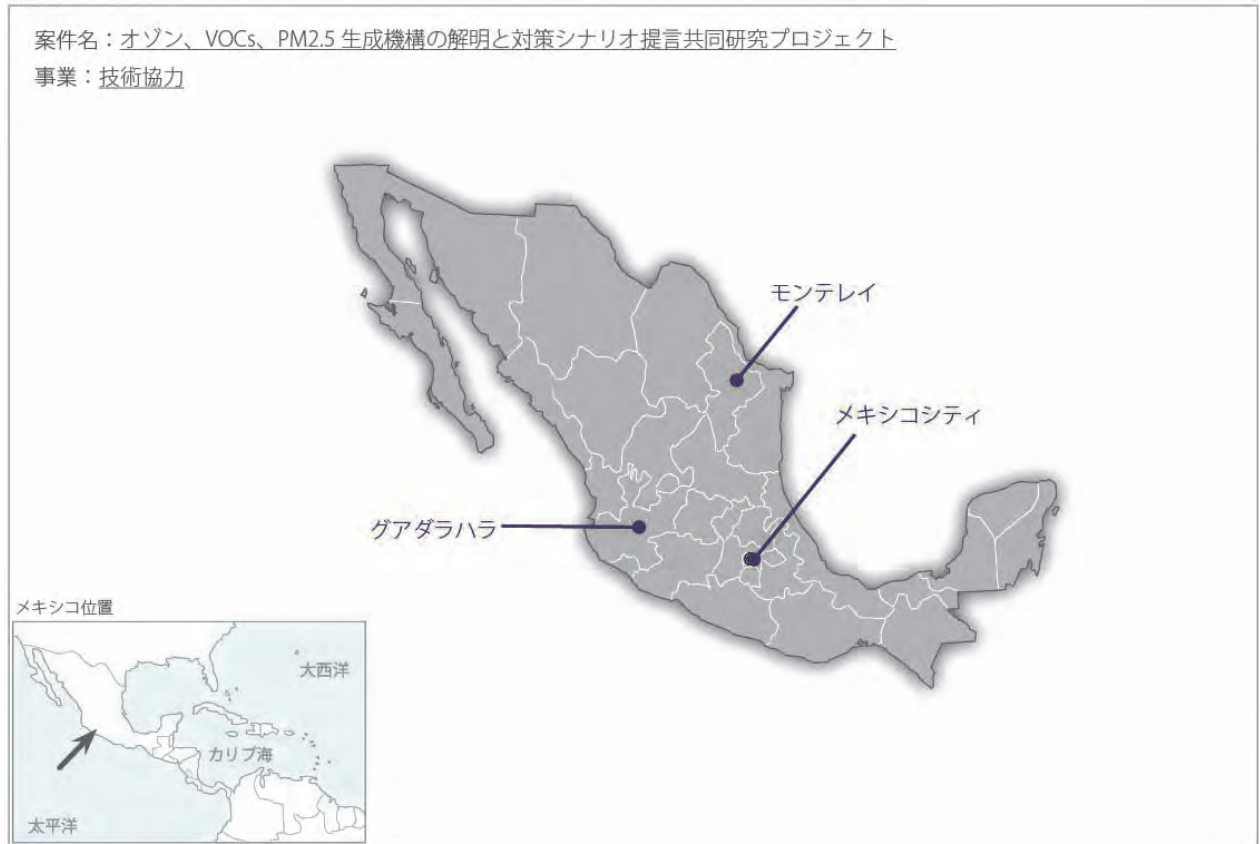 案件名：オゾン、VOCs、PM2.5 生成機構の解明と対策シナリオ提言共同研究プロジェクト
事業：技術協力
モンテレイ
メキシコシティ
グアダラハラ
メキシコ位置
大西洋
カリブ海
太平洋